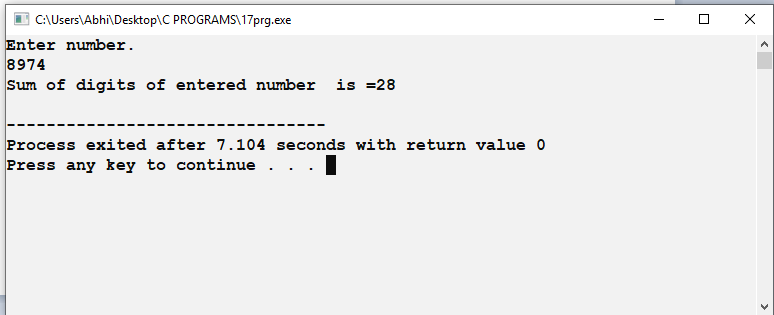 C:\Users\Abhi\Desktop\C PROGRAMS\17prg.exe
Enter number.
8974
Sum of digits of entered number  is =28
--------------------------------
Process exited after 7.104 seconds with return value 0
Press any key to continue . . .